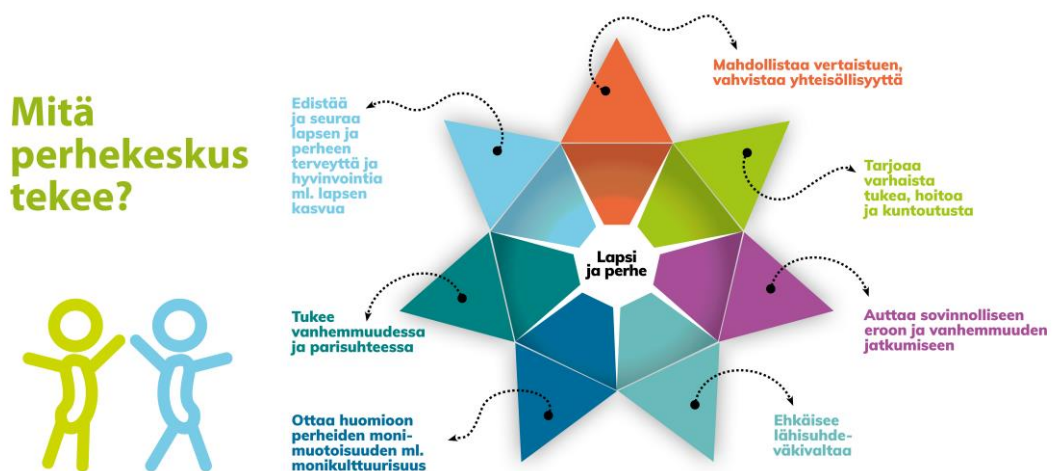 Mitä
perhekeskus
tekee?
Mahdollistaa vertaistuen,
vahvistaa yhteisöllisyyttä
Tarjoaa
varhaista
tukea, hoitoa
ja kuntoutusta
Auttaa sovinnolliseen
eroon ja vanhemmuuden
jatkumiseen
Ehkäisee
lähisuhde-
väkivaltaa
Ottaa huomioon
perheiden moni-
muotoisuuden ml.
monikulttuurisuus
Tukee
vanhemmuudessa
ja parisuhteessa
Edistää
ja seuraa
lapsen ja
perheen
terveyttä ja
hyvinvointia
ml. lapsen
kasvua
Lapsi
ja perhe